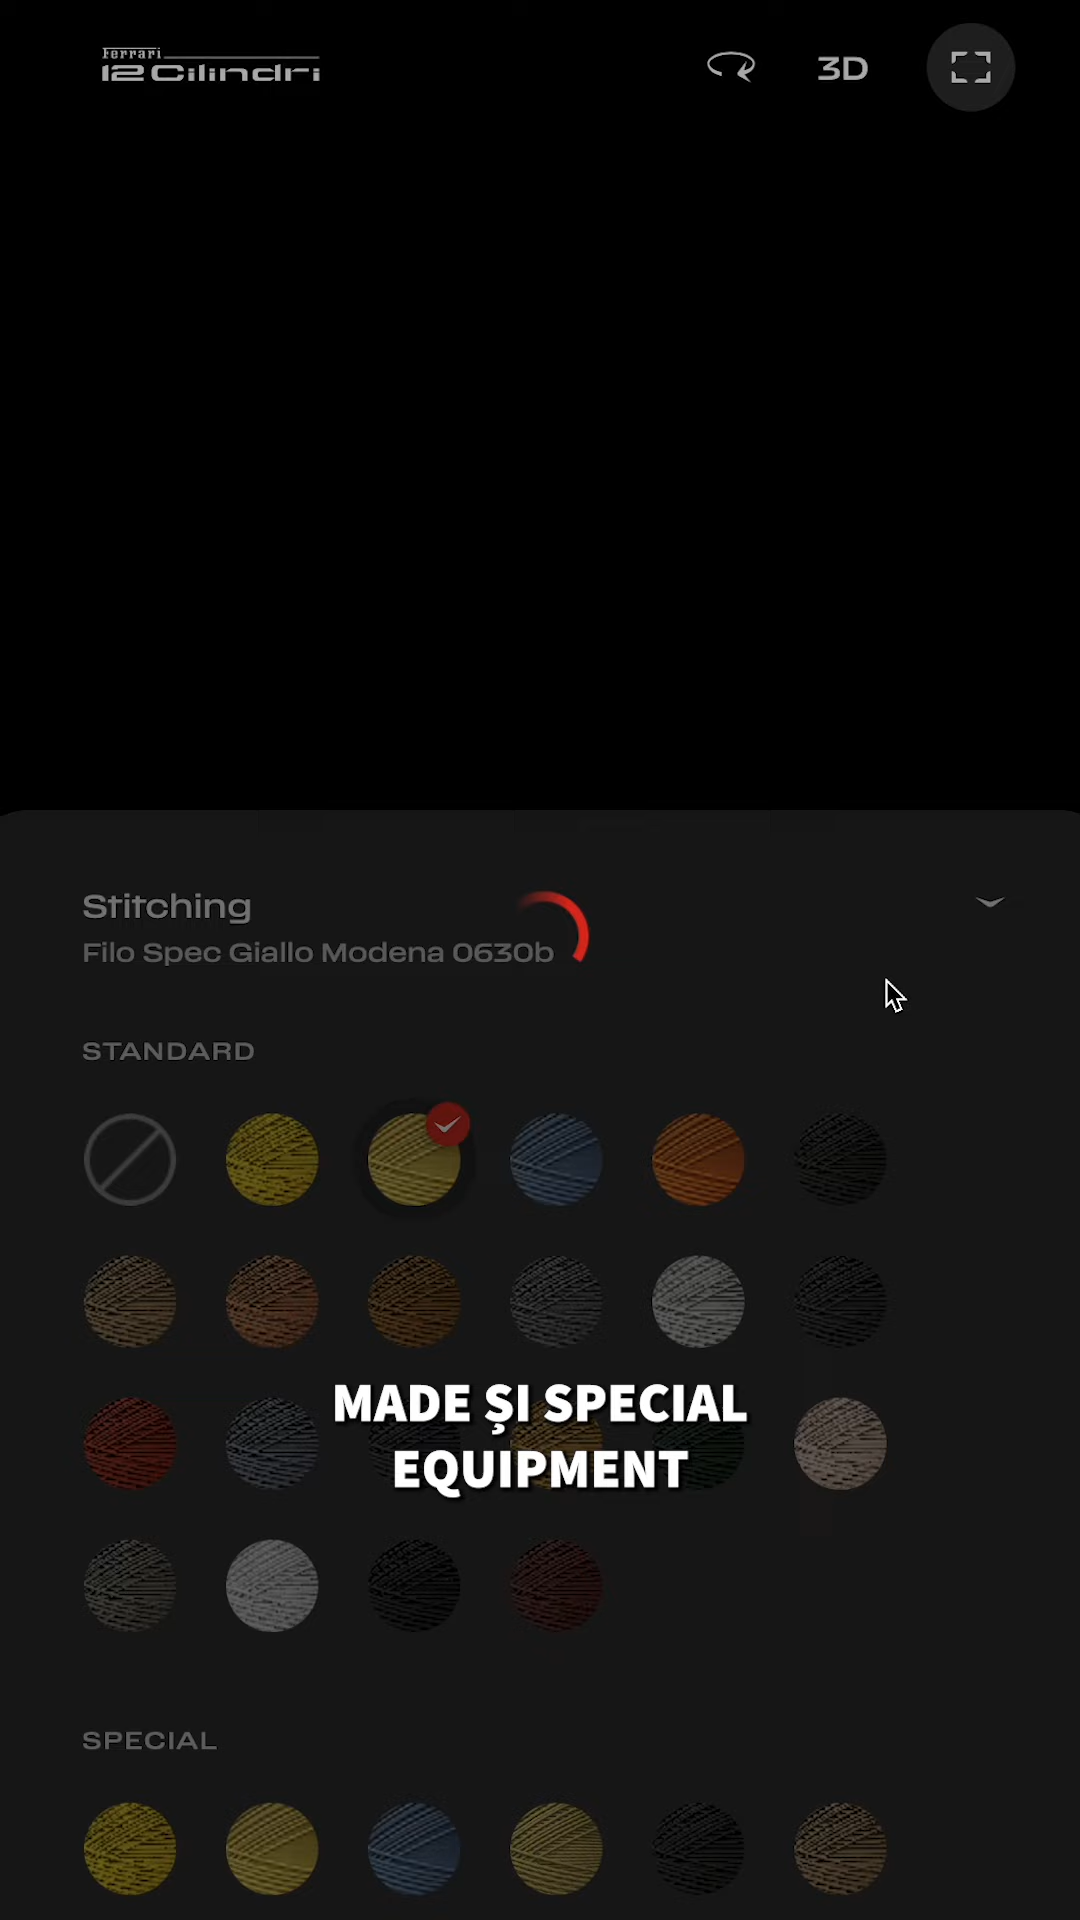 Ferrari
12Cilindri
3D
Stitching
Filo Spec Giallo Modena 0630b
STANDARD
MADE ȘI SPECIAL
EQUIPMENT
SPECIAL